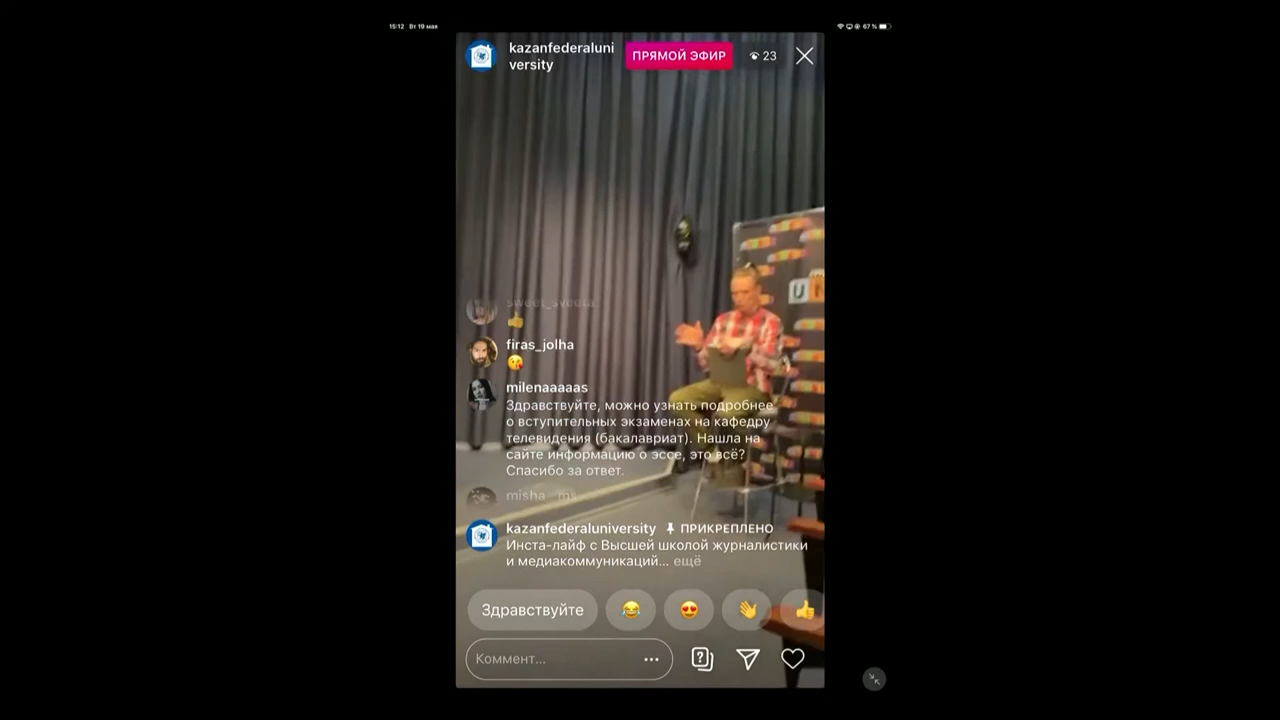 15:12 Вт 19 мая
67 %
kazanfederaluni
versity
ПРЯМОЙ ЭФИР
23
sweet_sveeta
firas_jolha
milenaaaaas
Здравствуйте, можно узнать подробнее
о вступительных экзаменах на кафедру
телевидения (бакалавриат). Нашла на
сайте информацию о эссе, это всё?
Спасибо за ответ.
misha__ms
kazanfederaluniversity ПРИКРЕПЛЕНО
Инста-лайф с Высшей школой журналистики
и медиакоммуникаций... ещё
Здравствуйте
Коммент...